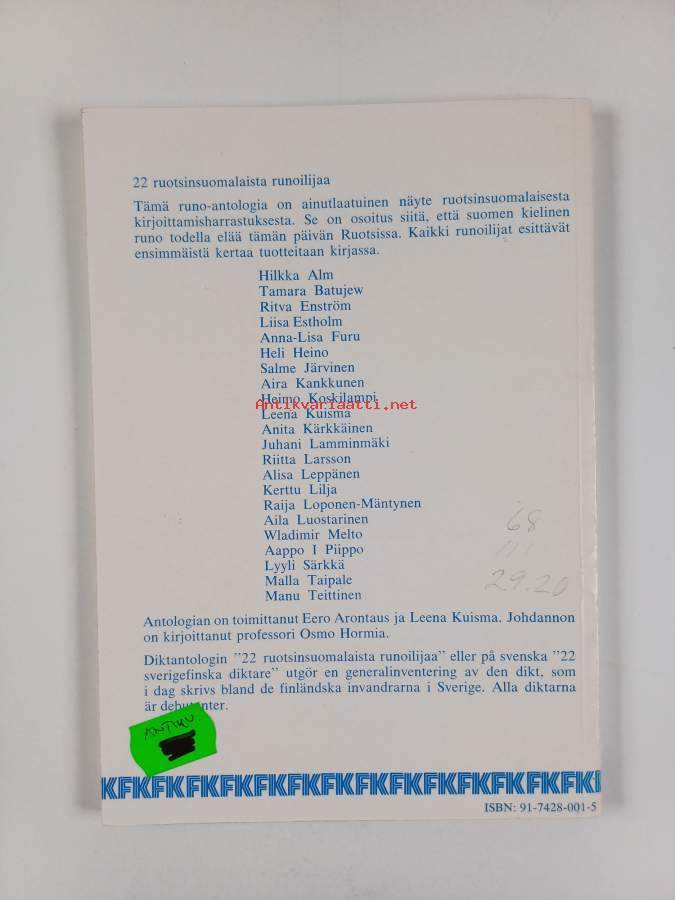 22 ruotsinsuomalaista runoilijaa
Tämä runo-antologia on ainutlaatuinen näyte ruotsinsuomalaisesta
kirjoittamisharrastuksesta. Se on osoitus siitä, että suomen kielinen
runo todella elää tämän päivän Ruotsissa. Kaikki runoilijat esittävät
ensimmäistä kertaa tuotteitaan kirjassa.
Hilkka Alm
Tamara Batujew
Ritva Enström
Liisa Estholm
Anna-Lisa Furu
Heli Heino
Salme Järvinen
Aira Kankkunen
Heimo Koskilampi
Antikvariaatti.net
Leena Kuisma
Anita Kärkkäinen
Juhani Lamminmäki
Riitta Larsson
Alisa Leppänen
Kerttu Lilja
Raija Loponen-Mäntynen
Aila Luostarinen
Wladimir Melto
Aappo I Piippo
Lyyli Särkkä
Malla Taipale
Manu Teittinen
68
111
29.20
Antologian on toimittanut Eero Arontaus ja Leena Kuisma. Johdannon
on kirjoittanut professori Osmo Hormia.
Diktantologin "22 ruotsinsuomalaista runoilijaa" eller på svenska "22
sverigefinska diktare" utgör en generalinventering av den dikt, som
i dag skrivs bland de finländska invandrarna i Sverige. Alla diktarna
är debutanter.
ANTIKV.
KFKFKFKFKFKFKFKFKFKFKFKFKFKFK
ISBN: 91-7428-001-5